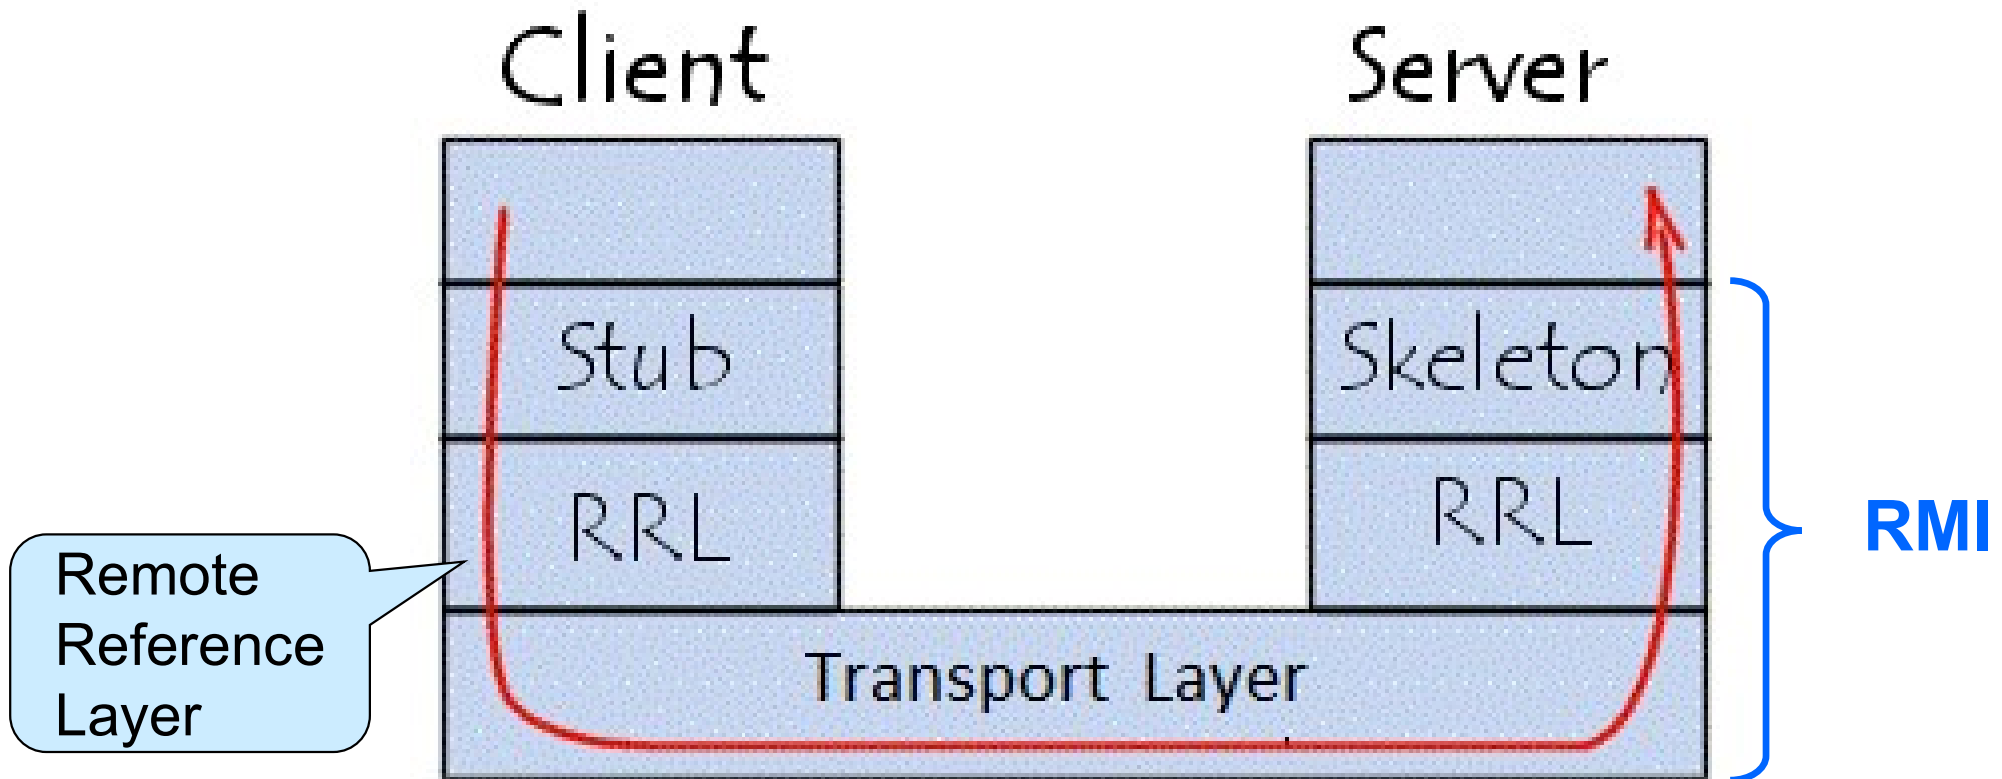 Client
Server
Stub
Skeleton
RRL
RRL
RMI
Remote
Reference
Layer
Transport Layer